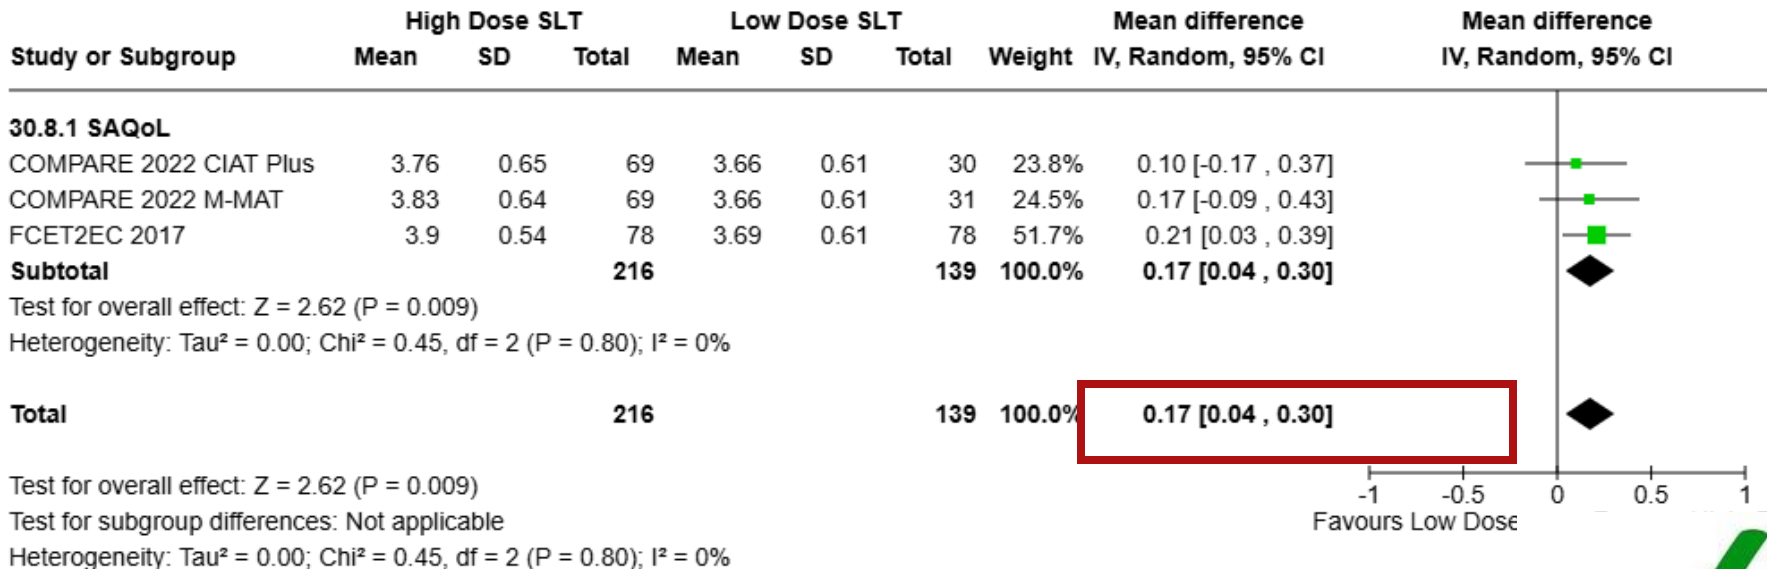 High Dose SLT Low Dose SLT Mean difference Mean difference
Study or Subgroup Mean SD Total Mean SD Total Weight IV, Random, 95% CI IV, Random, 95% CI
30.8.1 SAQoL
COMPARE 2022 CIAT Plus 3.76 0.65 69 3.66 0.61 30 23.8% 0.10 [-0.17 , 0.37]
COMPARE 2022 M-MAT 3.83 0.64 69 3.66 0.61 31 24.5% 0.17 [-0.09 , 0.43]
FCET2EC 2017 3.9 0.54 78 3.69 0.61 78 51.7% 0.21 [0.03 , 0.39]
Subtotal 216 139 100.0% 0.17 [0.04 , 0.30]
Test for overall effect: Z = 2.62 (P = 0.009)
Heterogeneity: Tau² = 0.00; Chi² = 0.45, df = 2 (P = 0.80); I² = 0%
Total 216 139 100.0% 0.17 [0.04 , 0.30]
Test for overall effect: Z = 2.62 (P = 0.009) -1 -0.5 0 0.5 1
Test for subgroup differences: Not applicable Favours Low Dose
Heterogeneity: Tau² = 0.00; Chi² = 0.45, df = 2 (P = 0.80); I² = 0%